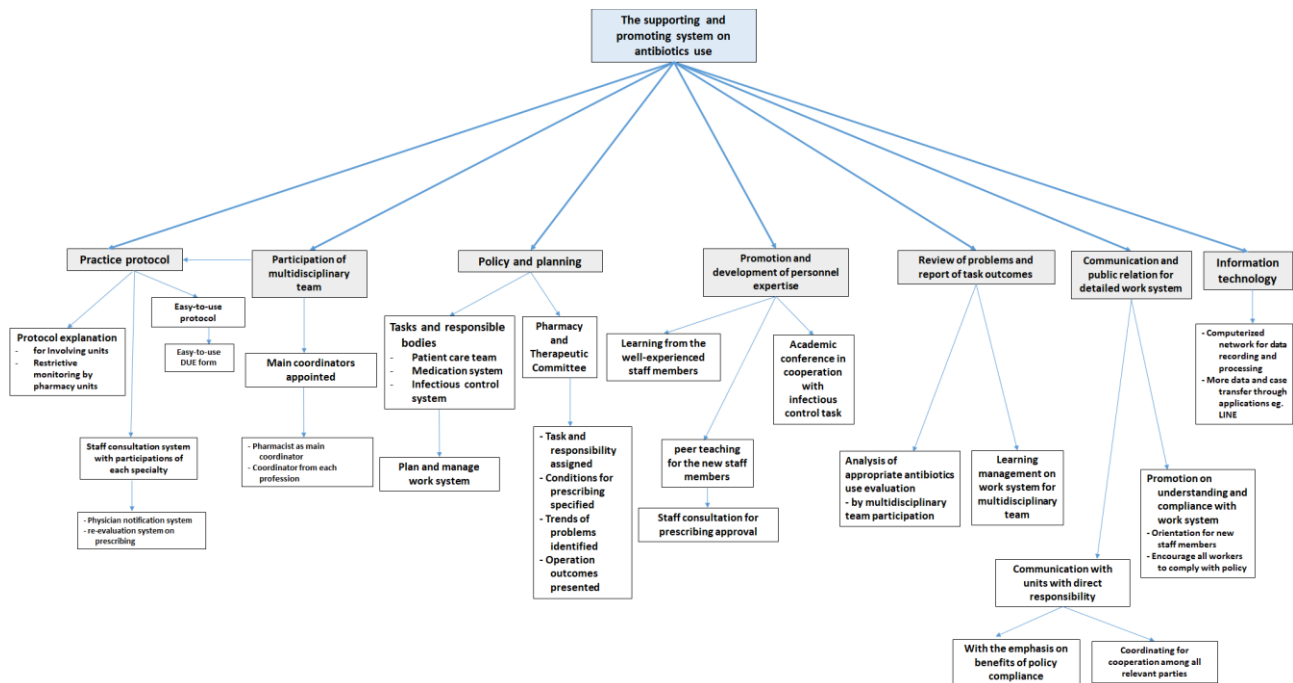 The supporting and
promoting system on
antibiotics use
Practice protocol
Participation of
multidisciplinary
team
Policy and planning
Promotion and
development of personnel
expertise
Review of problems and
report of task outcomes
Communication and
public relation for
detailed work system
Information
technology
Protocol explanation
- for Involving units
- Restrictive
monitoring by
pharmacy units
Easy-to-use
protocol
Easy-to-use
DUE form
Staff consultation system
with participations of
each specialty
- Physician notification system
- re-evaluation system on
prescribing
Main coordinators
appointed
- Pharmacist as main
coordinator
- Coordinator from each
profession
Tasks and responsible
bodies
- Patient care team
- Medication system
- Infectious control
system
Plan and manage
work system
Pharmacy and
Therapeutic
Committee
- Task and
responsibility
assigned
- Conditions for
prescribing
specified
- Trends of
problems
identified
- Operation
outcomes
presented
Learning from the
well-experienced
staff members
peer teaching
for the new staff
members
Staff consultation for
prescribing approval
Academic
conference in
cooperation with
infectious
control task
Analysis of
appropriate antibiotics
use evaluation
- by multidisciplinary
team participation
Learning
management on
work system for
multidisciplinary
team
Communication with
units with direct
responsibility
With the emphasis on
benefits of policy
compliance
Coordinating for
cooperation among all
relevant parties
Promotion on
understanding and
compliance with
work system
- Orientation for new
staff members
- Encourage all workers
to comply with policy
- Computerized
network for data
recording and
processing
- More data and case
transfer through
applications eg.
LINE